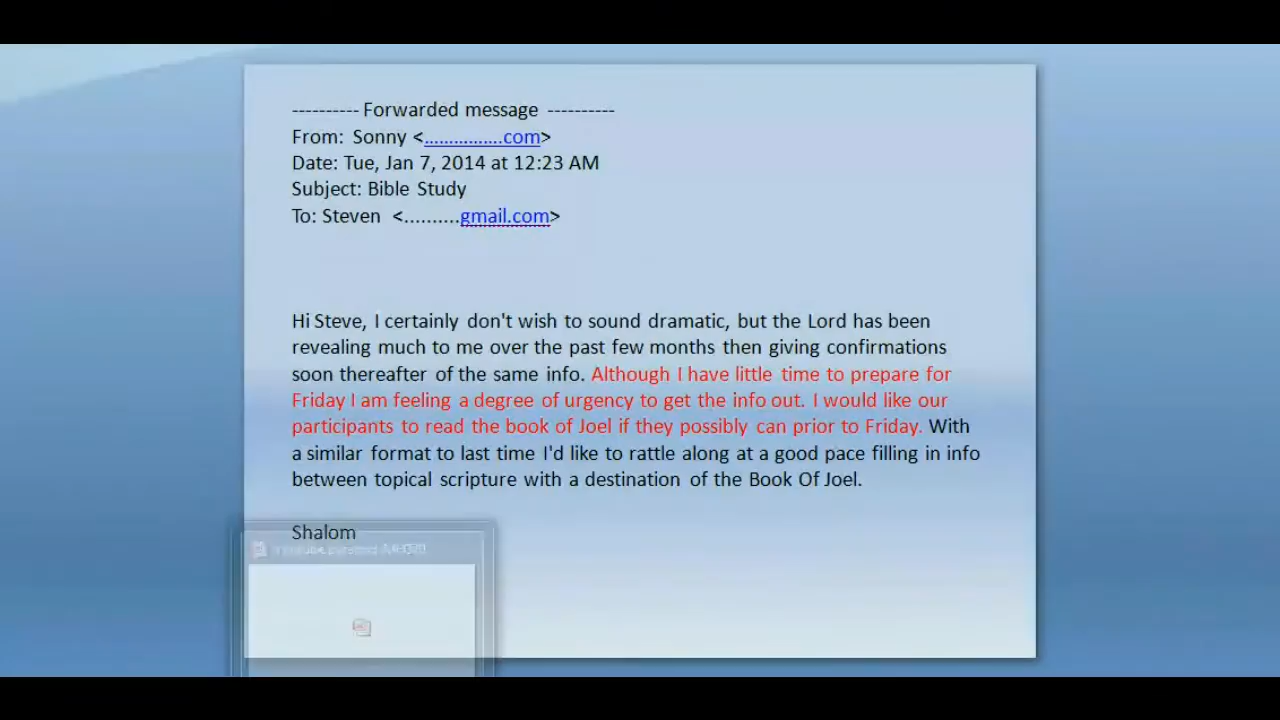 ---------- Forwarded message ----------
From: Sonny <................com>
Date: Tue, Jan 7, 2014 at 12:23 AM
Subject: Bible Study
To: Steven <..........gmail.com>
Hi Steve, I certainly don't wish to sound dramatic, but the Lord has been
revealing much to me over the past few months then giving confirmations
soon thereafter of the same info. Although I have little time to prepare for
Friday I am feeling a degree of urgency to get the info out. I would like our
participants to read the book of Joel if they possibly can prior to Friday. With
a similar format to last time I'd like to rattle along at a good pace filling in info
between topical scripture with a destination of the Book Of Joel.
Shalom